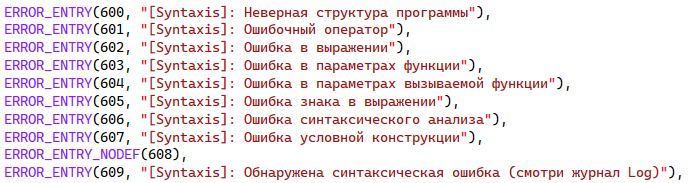 ERROR_ENTRY(600, "[Syntaxis]: Неверная структура программы"),
ERROR_ENTRY(601, "[Syntaxis]: Ошибочный оператор"),
ERROR_ENTRY(602, "[Syntaxis]: Ошибка в выражении"),
ERROR_ENTRY(603, "[Syntaxis]: Ошибка в параметрах функции"),
ERROR_ENTRY(604, "[Syntaxis]: Ошибка в параметрах вызываемой функции"),
ERROR_ENTRY(605, "[Syntaxis]: Ошибка знака в выражении"),
ERROR_ENTRY(606, "[Syntaxis]: Ошибка синтаксического анализа"),
ERROR_ENTRY(607, "[Syntaxis]: Ошибка условной конструкции"),
ERROR_ENTRY_NODEF(608),
ERROR_ENTRY(609, "[Syntaxis]: Обнаружена синтаксическая ошибка (смотри журнал Log)"),